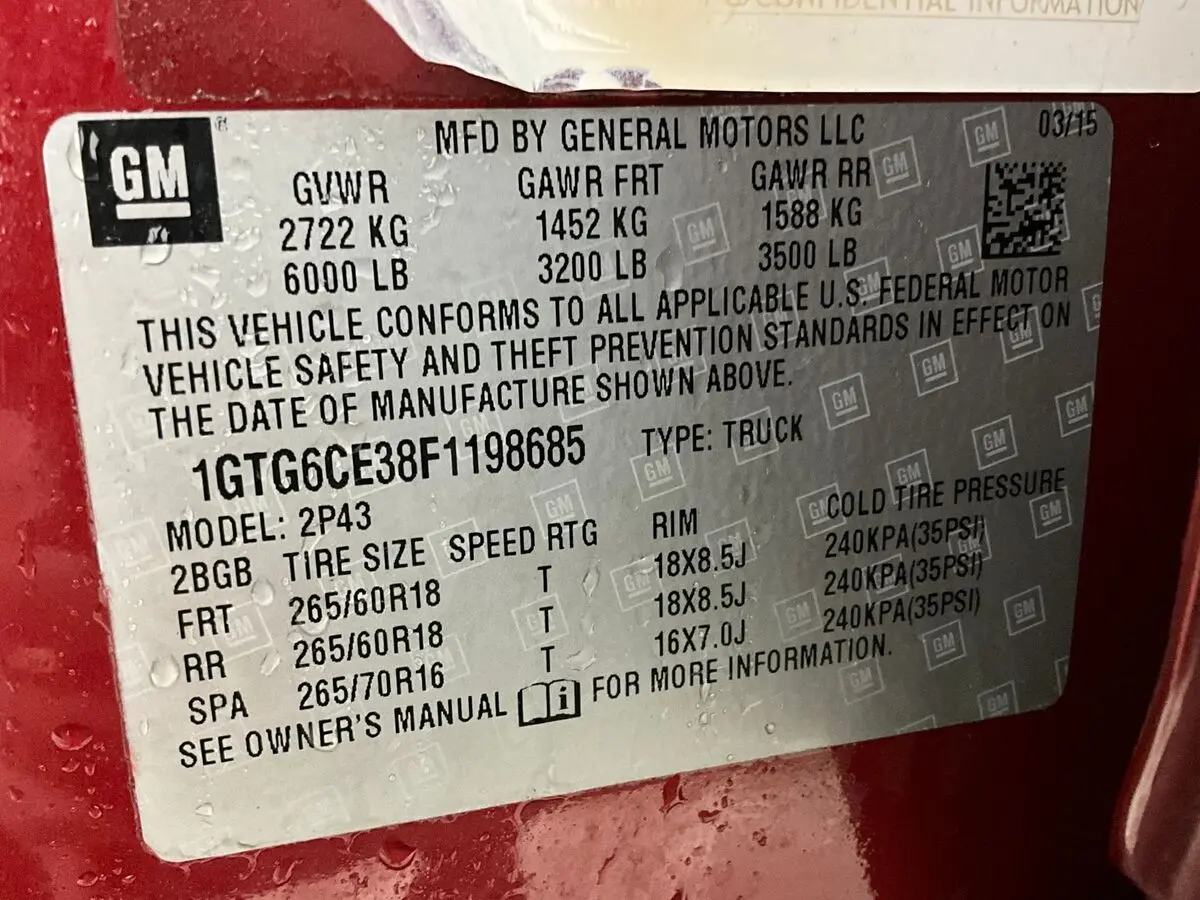 CONFIDENTIAL INFORMATION
GM®
MFD BY GENERAL MOTORS LLC 03/15
GVWR GAWR FRT GAWR RR
2722 KG 1452 KG 1588 KG
6000 LB 3200 LB 3500 LB
THIS VEHICLE CONFORMS TO ALL APPLICABLE U.S. FEDERAL MOTOR
VEHICLE SAFETY AND THEFT PREVENTION STANDARDS IN EFFECT ON
THE DATE OF MANUFACTURE SHOWN ABOVE.
1GTG6CE38F1198685 TYPE: TRUCK
MODEL: 2P43
2BGB TIRE SIZE SPEED RTG RIM COLD TIRE PRESSURE
FRT 265/60R18 T 18X8.5J 240KPA(35PSI)
RR 265/60R18 T 18X8.5J 240KPA(35PSI)
SPA 265/70R16 T 16X7.0J 240KPA(35PSI)
SEE OWNER'S MANUAL i FOR MORE INFORMATION.